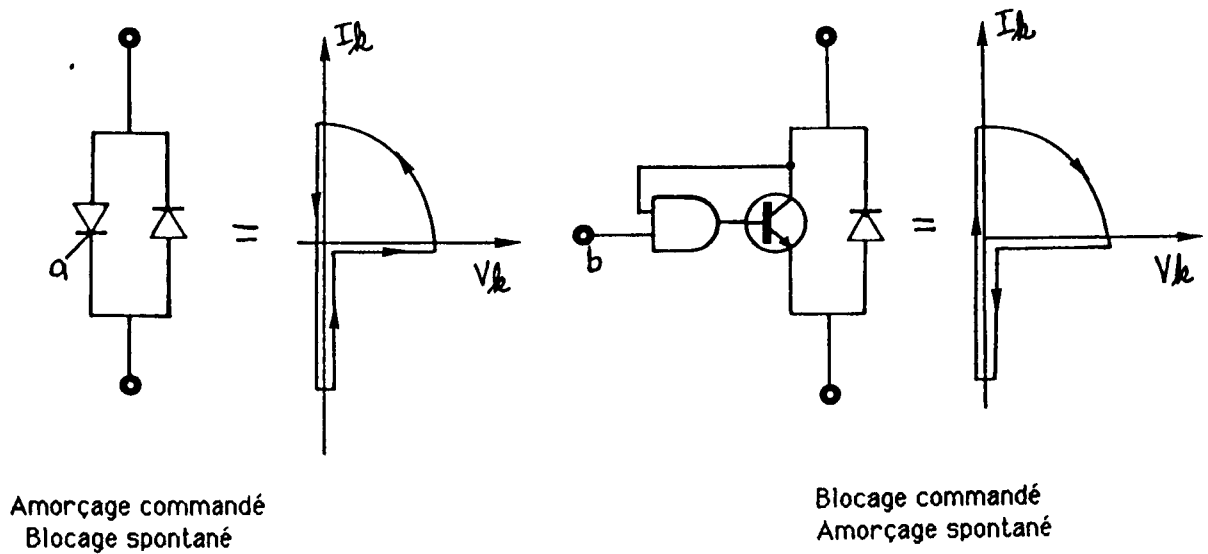 Ik
Vk
a
=
Amorçage commandé
Blocage spontané
Ik
Vk
b
=
Blocage commandé
Amorçage spontané